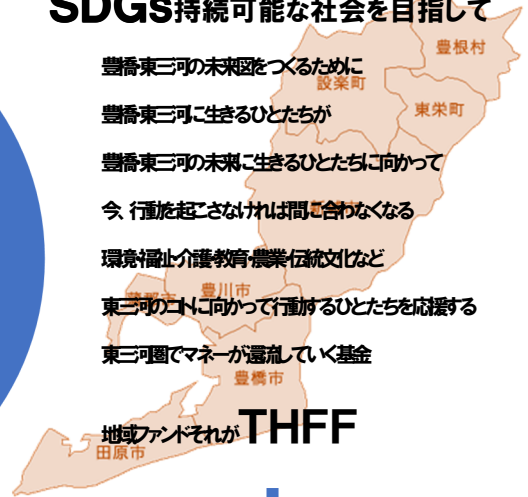 SDGs持続可能な社会を目指して
豊根村
豊橋・東三河の未来図をつくるために
設楽町
豊橋・東三河に生きるひとたちが
東栄町
豊橋・東三河の未来に生きるひとたちに向かって
今、行動を起こさなければ間に合わなくなる
環境・福祉・介護・教育・農業・伝統文化など
豊川市
東三河のコトに向かって行動するひとたちを応援する
東三河圏でマネーが還流していく基金
豊橋市
地域ファンドそれがTHFF
田原市